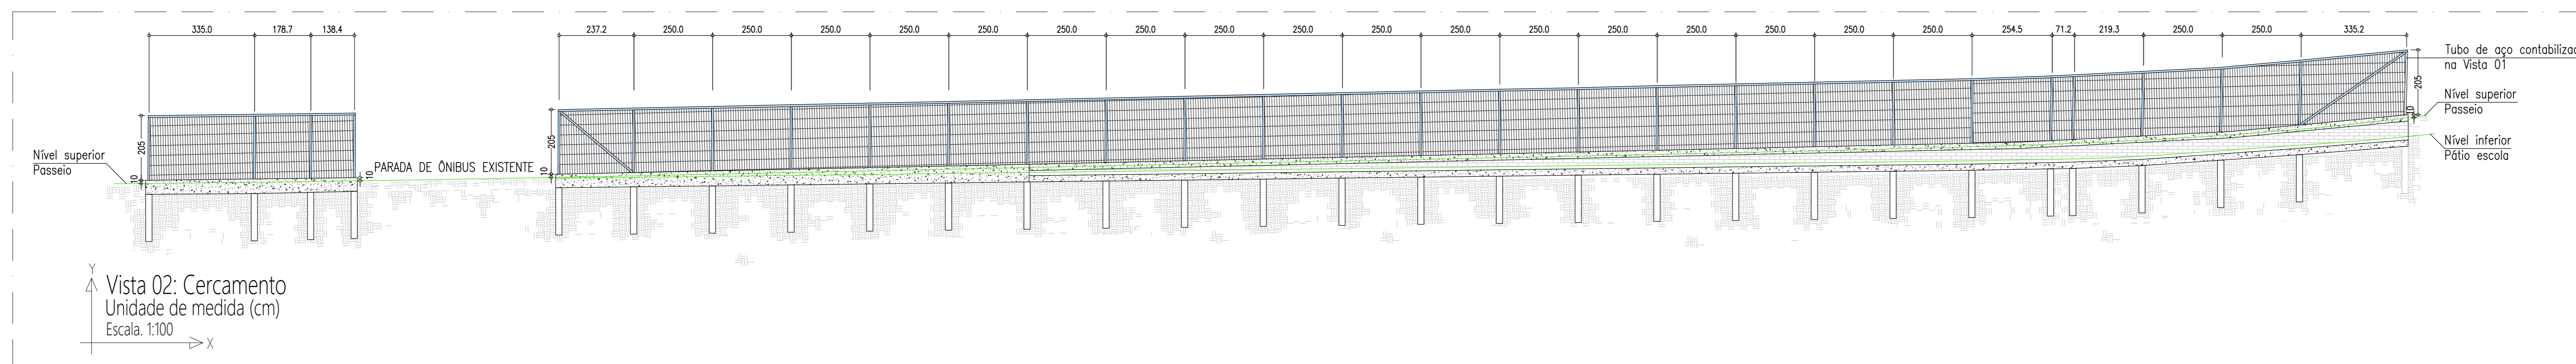 335.0 178.7 138.4 237.2 250.0 250.0 250.0 250.0 250.0 250.0 250.0 250.0 250.0 250.0 250.0 250.0 250.0 250.0 250.0 250.0 250.0 254.5 71.2 219.3 250.0 250.0 335.2
Tubo de aço
na Vista 01
205
Nível superior
Passeio
10
Nível inferior
Pátio escola
205
10
Nível superior
Passeio
10
PARADA DE ÔNIBUS EXISTENTE
205
10
Y
Vista 02: Cercamento
Unidade de medida (cm)
Escala. 1:100
X